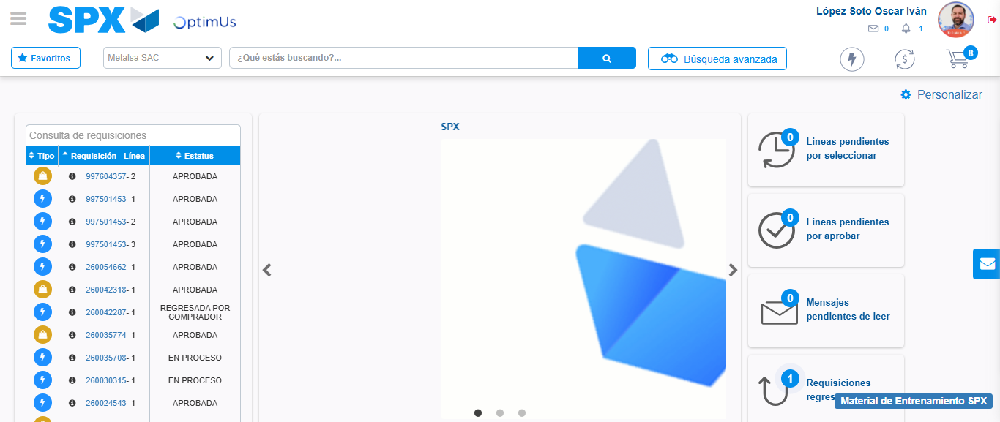 SPX OptimUs
López Soto Oscar Iván
0 1
Favoritos
Metalsa SAC
¿Qué estás buscando?...
Búsqueda avanzada
8
Personalizar
Consulta de requisiciones
Tipo Requisición - Línea Estatus
997604357- 2 APROBADA
997501453- 1 APROBADA
997501453- 2 APROBADA
997501453- 3 APROBADA
260054662- 1 APROBADA
260042318- 1 APROBADA
260042287- 1 REGRESADA POR
COMPRADOR
260035774- 1 APROBADA
260035708- 1 EN PROCESO
260030315- 1 EN PROCESO
260024543- 1 APROBADA
SPX
0
Lineas pendientes
por seleccionar
0
Lineas pendientes
por aprobar
0
Mensajes
pendientes de leer
1
Requisiciones
Material de Entrenamiento SPX